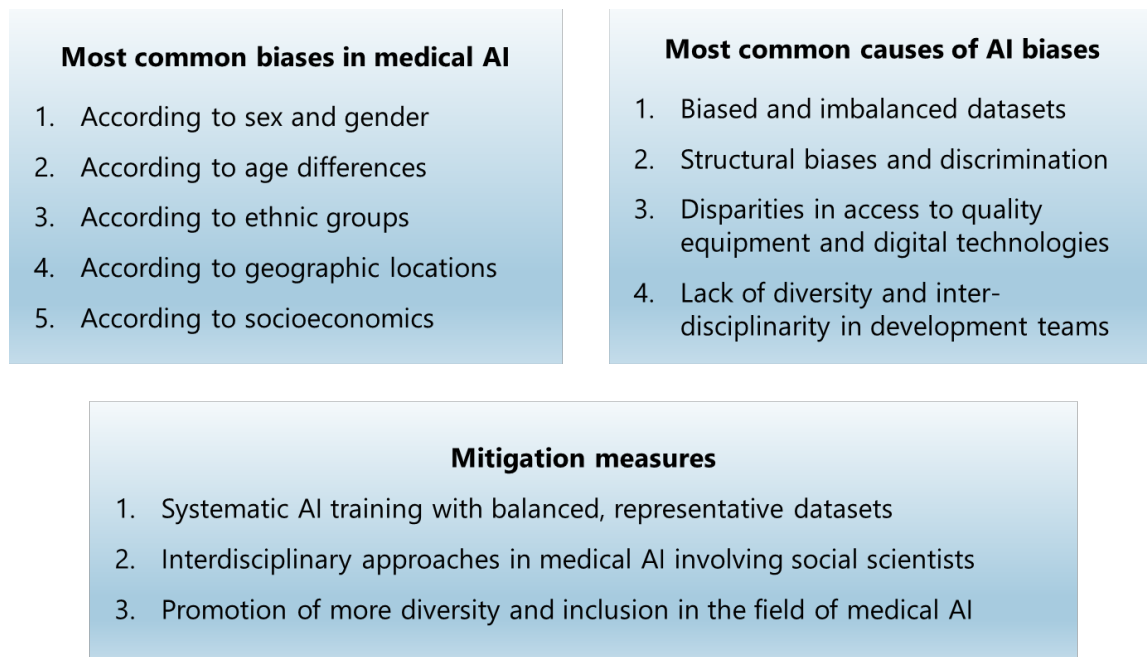 Most common biases in medical AI
1. According to sex and gender
2. According to age differences
3. According to ethnic groups
4. According to geographic locations
5. According to socioeconomics
Most common causes of AI biases
1. Biased and imbalanced datasets
2. Structural biases and discrimination
3. Disparities in access to quality
equipment and digital technologies
4. Lack of diversity and inter-
disciplinarity in development teams
Mitigation measures
1. Systematic AI training with balanced, representative datasets
2. Interdisciplinary approaches in medical AI involving social scientists
3. Promotion of more diversity and inclusion in the field of medical AI